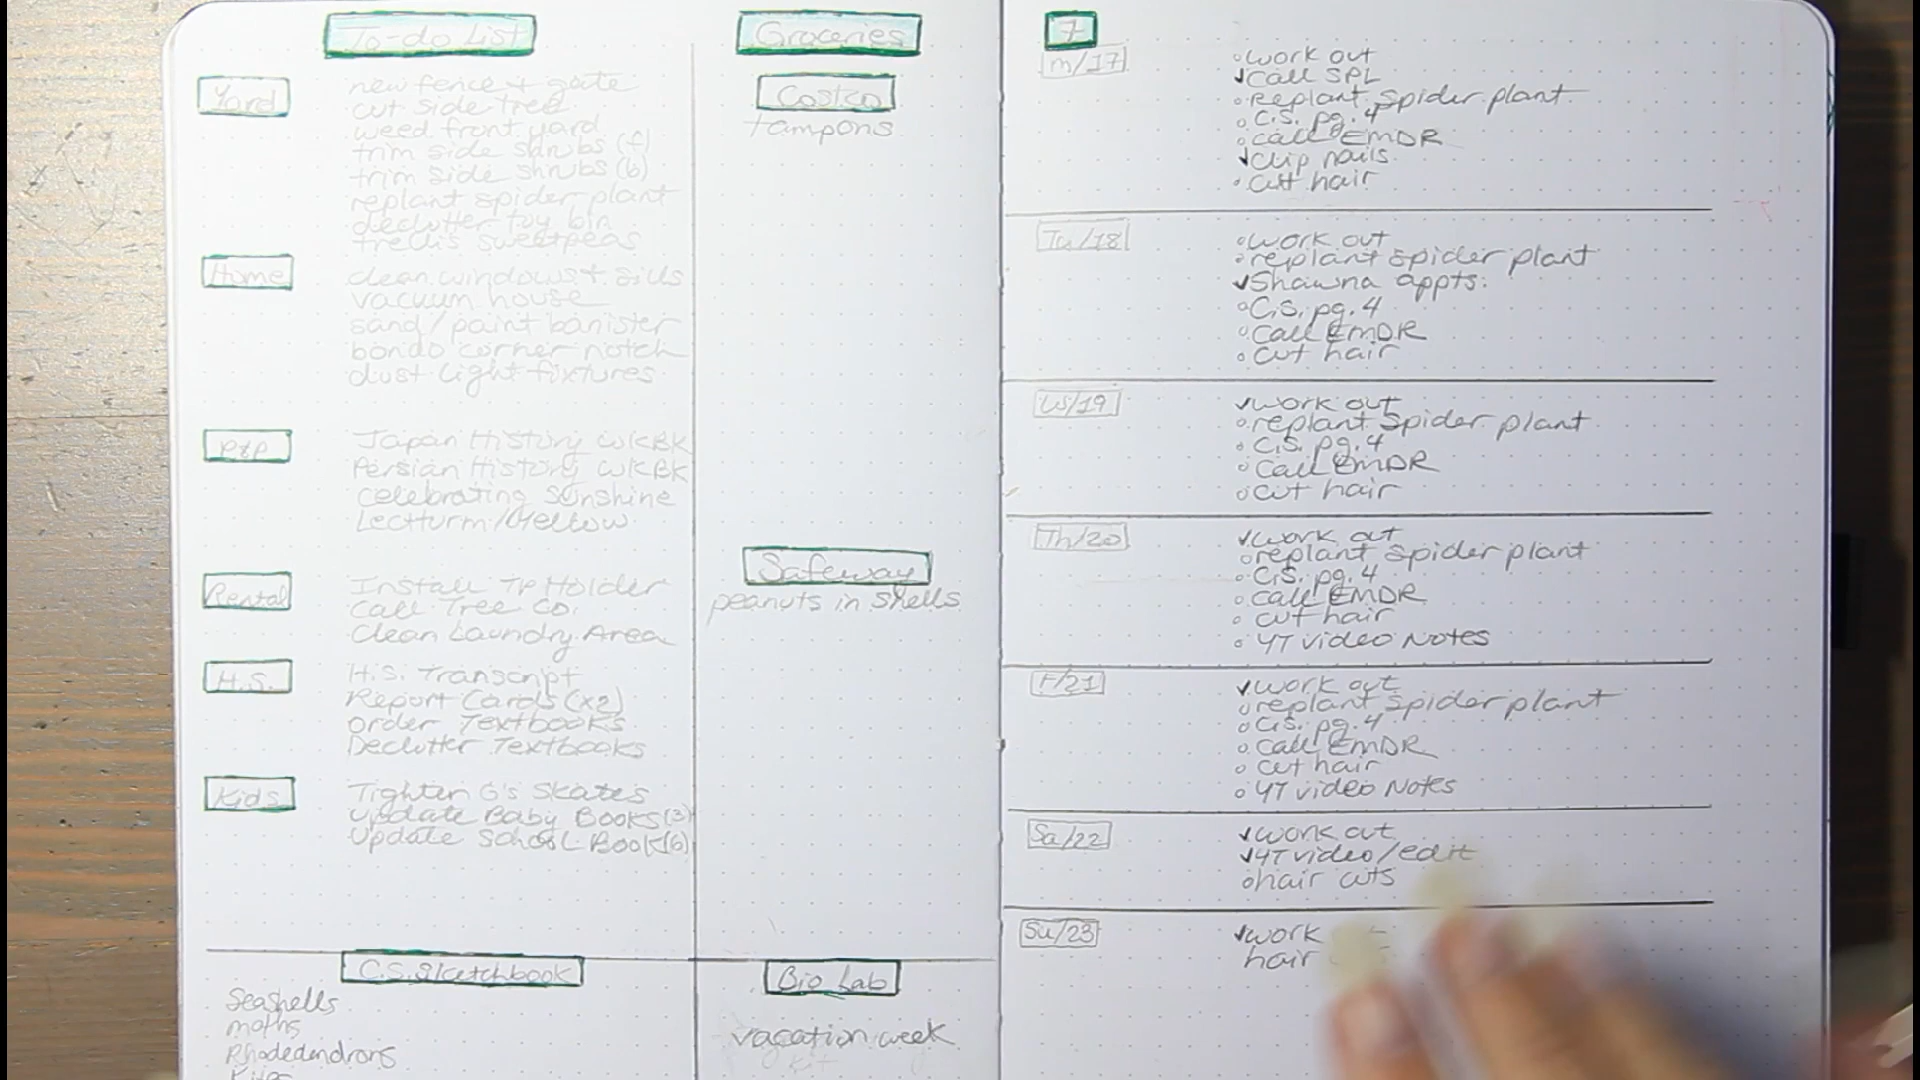 To-do List
Yard
new fence + gate
cut side tree
weed front yard
trim side shrubs (f)
trim side shrubs (b)
replant spider plant
declutter toy bin
trellis sweetpeas
Home
clean windows + sills
vacuum house
sand/paint banister
bondo corner notch
dust light fixtures
Japan History WKBK
Persian History WKBK
Celebrating Sunshine
Rental
Install TP Holder
Call Tree Co.
Clean Laundry Area
H.S.
H.S. Transcript
Report Cards (x2)
Order Textbooks
Declutter Textbooks
Kids
Tighten G's Skates
Update Baby Books (3)
Update School Book (6)
C.S. Sketchbook
Seashells
moths
Rhodedendrons
Groceries
Costco
tampons
Safeway
peanuts in shells
Bio Lab
vacation week
7
M/17
work out
Call SPL
Replant Spider plant
C.S. pg. 4
Call EMDR
Clip nails
Cut hair
Tu/18
work out
replant spider plant
Shawna appts.
C.S. pg. 4
Call EMDR
Cut hair
W/19
work out
replant Spider plant
C.S. pg. 4
Call EMDR
Cut hair
Th/20
work out
replant spider plant
C.S. pg. 4
Call EMDR
Cut hair
YT video Notes
F/21
work out
replant spider plant
C.S. pg. 4
Call EMDR
Cut hair
YT video Notes
Sa/22
work out
YT video/edit
hair cuts
Su/23
work
hair